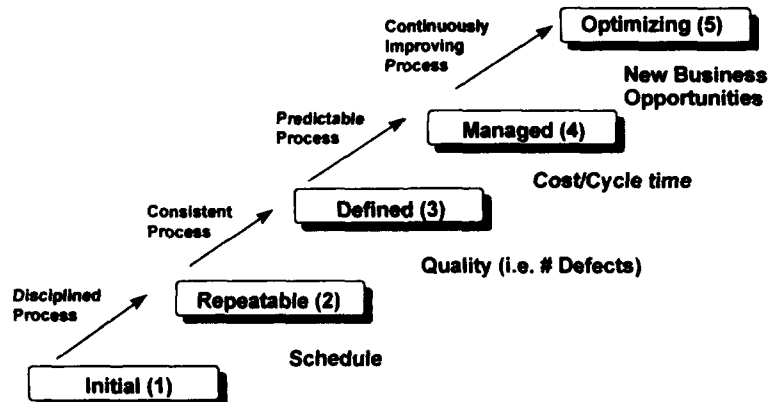 Continuously
Improving
Process
Optimizing (5)
New Business
Opportunities
Predictable
Process
Managed (4)
Cost/Cycle time
Consistent
Process
Defined (3)
Quality (i.e. # Defects)
Disciplined
Process
Repeatable (2)
Schedule
Initial (1)